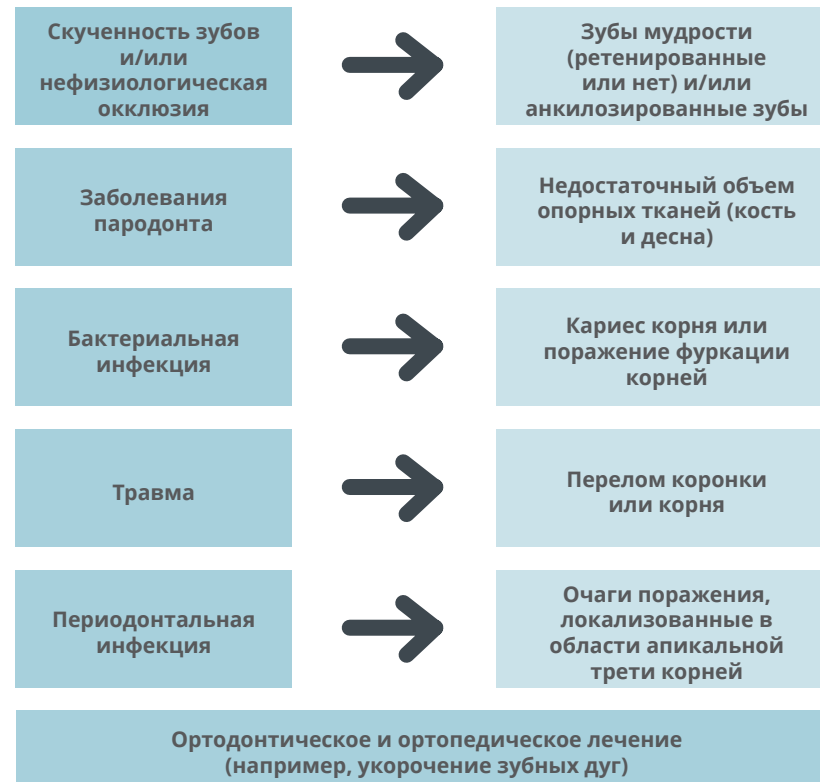 Скученность зубов
и/или
нефизиологическая
окклюзия
Зубы мудрости
(ретенированные
или нет) и/или
анкилозированные зубы
Заболевания
пародонта
Недостаточный объем
опорных тканей (кость
и десна)
Бактериальная
инфекция
Кариес корня или
поражение фуркации
корней
Травма
Перелом коронки
или корня
Периодонтальная
инфекция
Очаги поражения,
локализованные в
области апикальной
трети корней
Ортодонтическое и ортопедическое лечение
(например, укорочение зубных дуг)